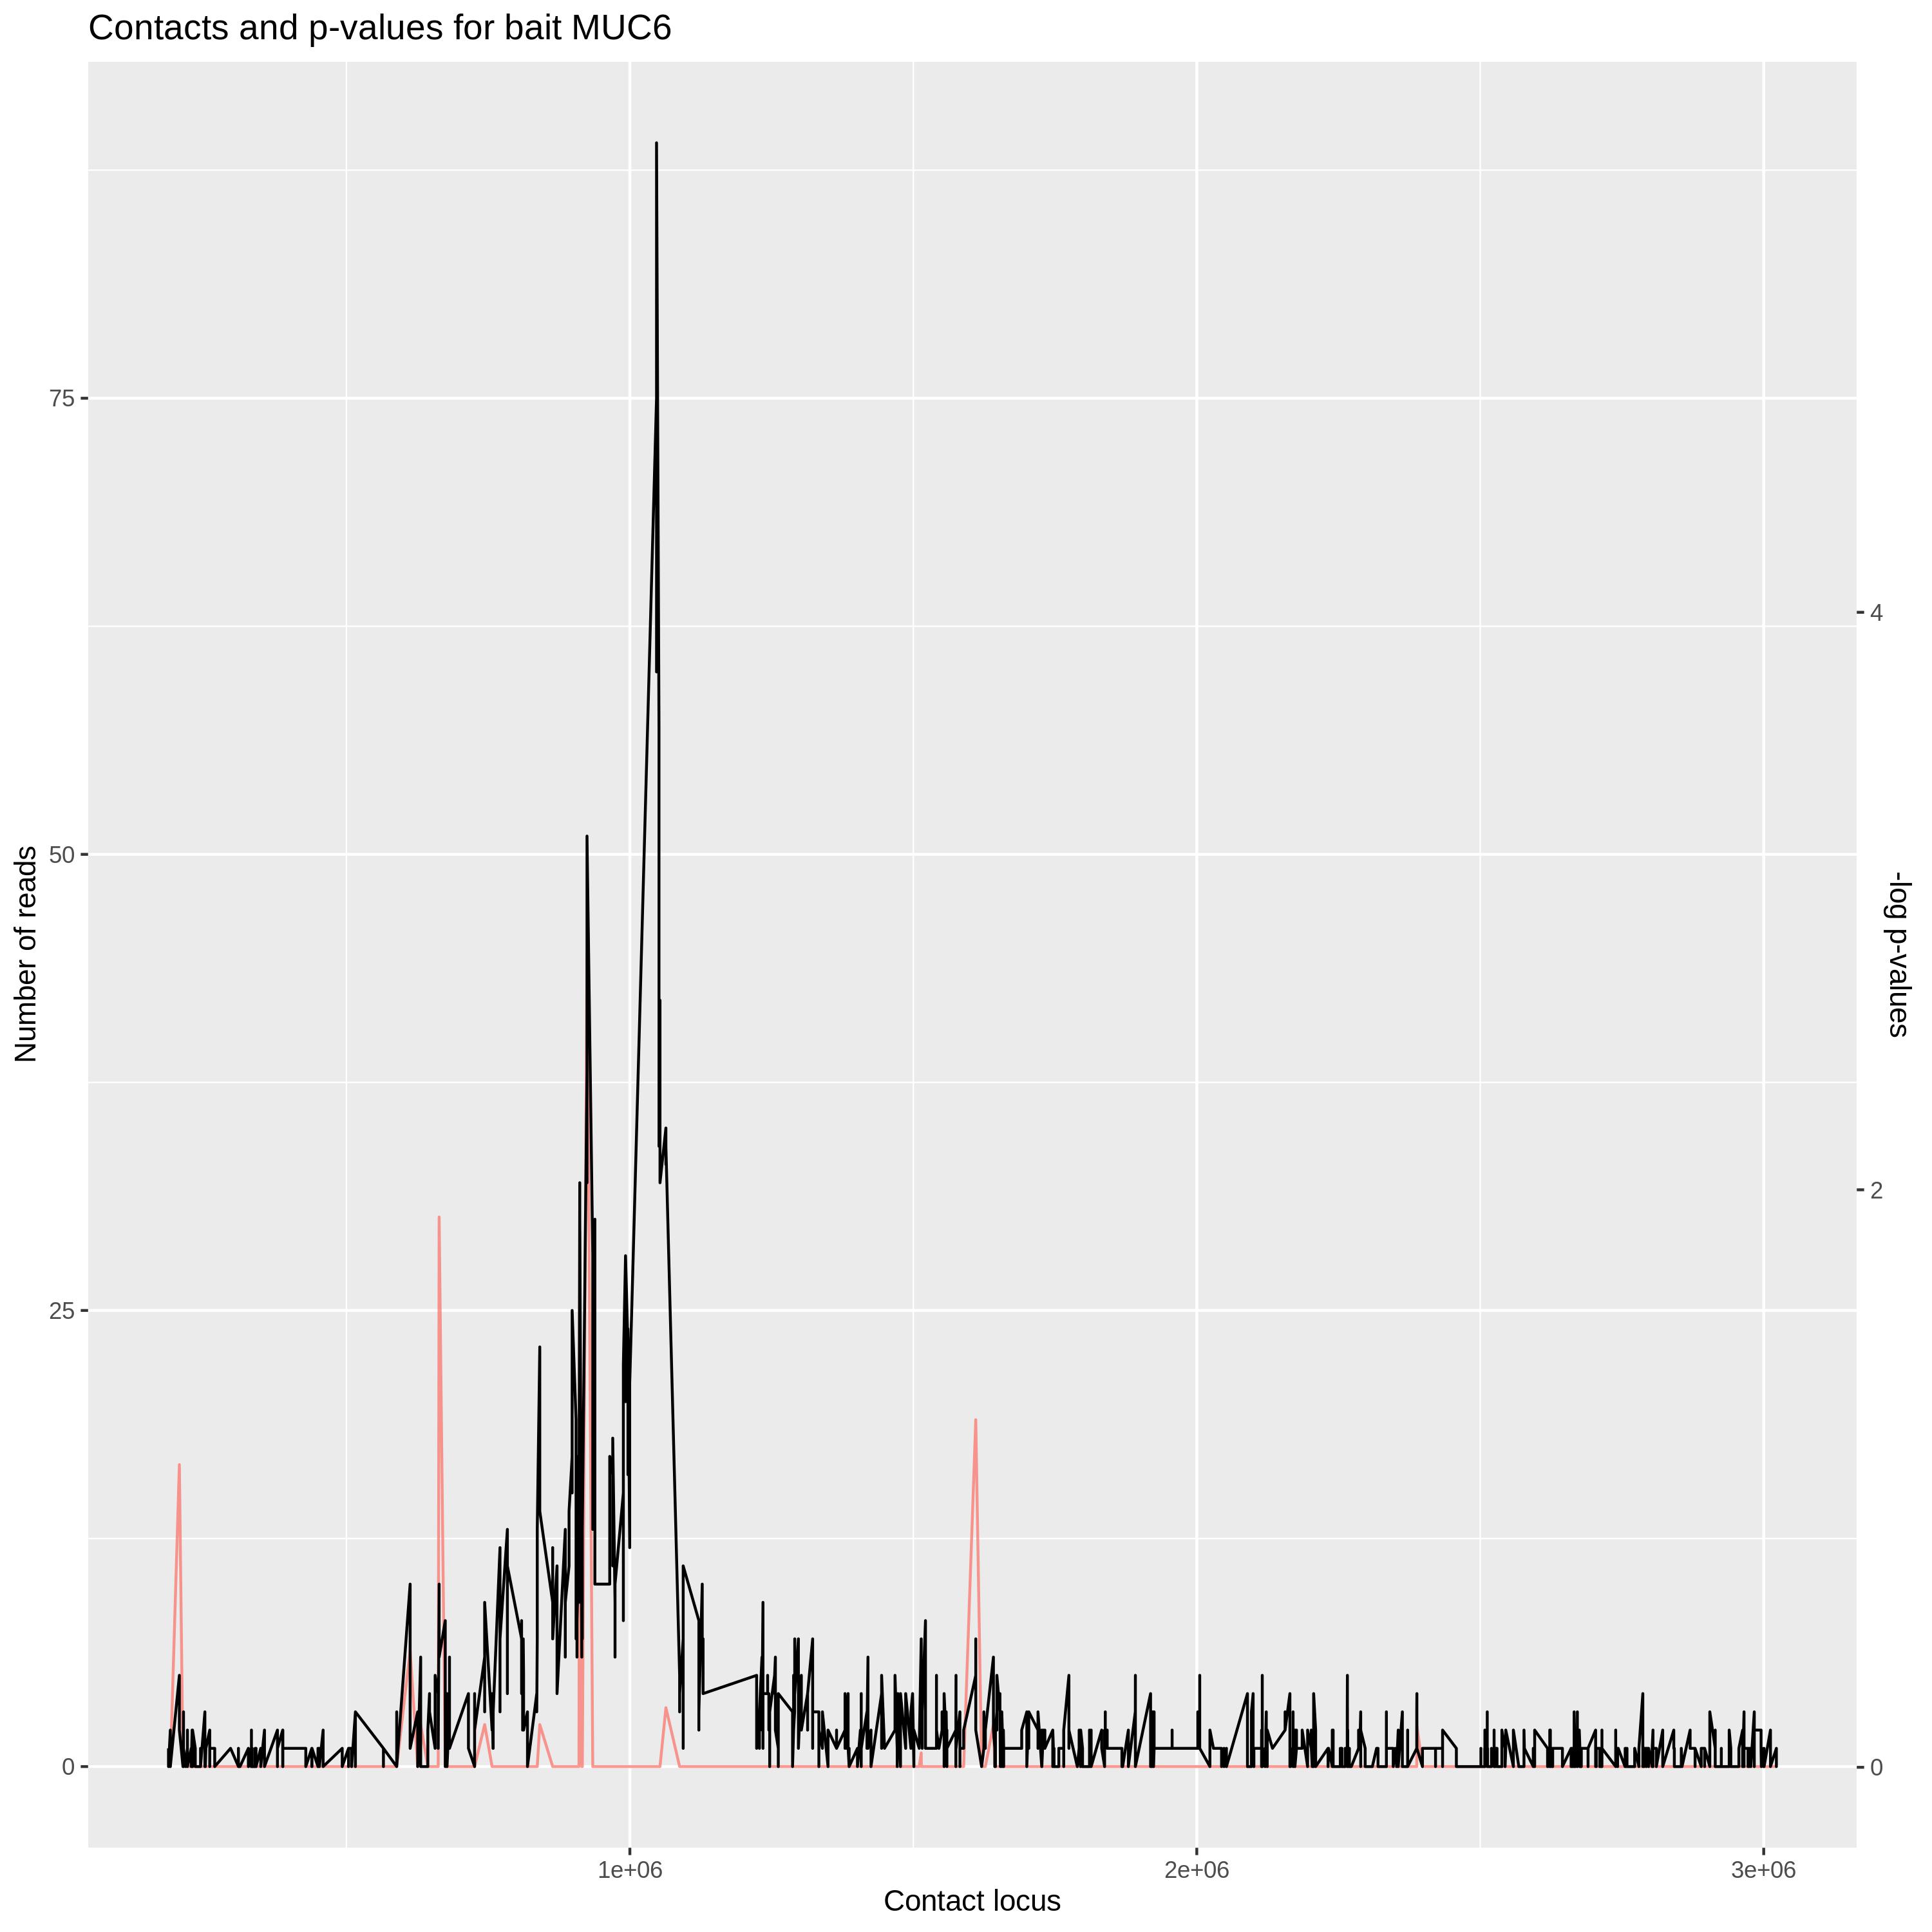 Contacts and p-values for bait MUC6
Number of reads
75
50
25
0
-log p-values
4
2
0
1e+06
2e+06
3e+06
Contact locus